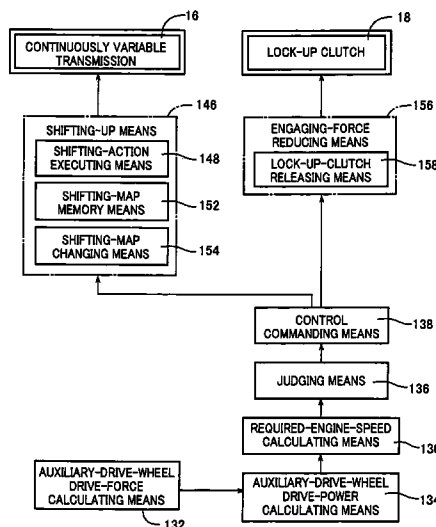 16
CONTINUOUSLY VARIABLE
TRANSMISSION
18
LOCK-UP CLUTCH
146
SHIFTING-UP MEANS
SHIFTING-ACTION
EXECUTING MEANS
148
SHIFTING-MAP
MEMORY MEANS
152
SHIFTING-MAP
CHANGING MEANS
154
156
ENGAGING-FORCE
REDUCING MEANS
LOCK-UP-CLUTCH
RELEASING MEANS
158
CONTROL
COMMANDING MEANS
138
JUDGING MEANS
136
REQUIRED-ENGINE-SPEED
CALCULATING MEANS
AUXILIARY-DRIVE-WHEEL
DRIVE-FORCE
CALCULATING MEANS
132
AUXILIARY-DRIVE-WHEEL
DRIVE-POWER
CALCULATING MEANS
134